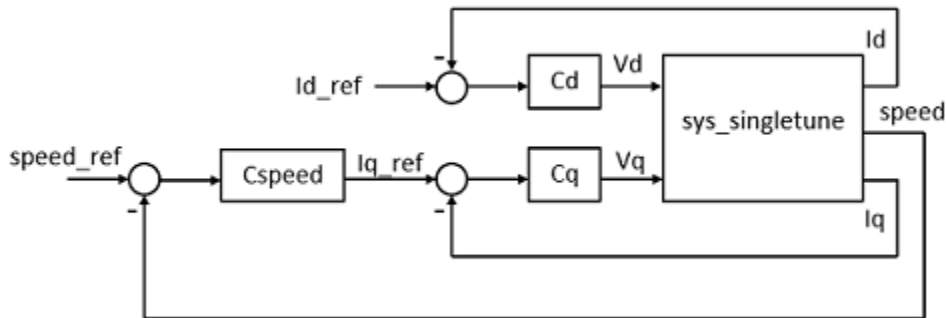 Id
-
Id_ref
Cd
Vd
sys_singletune
speed
speed_ref
Cspeed
Iq_ref
Cq
Vq
-
-
Iq